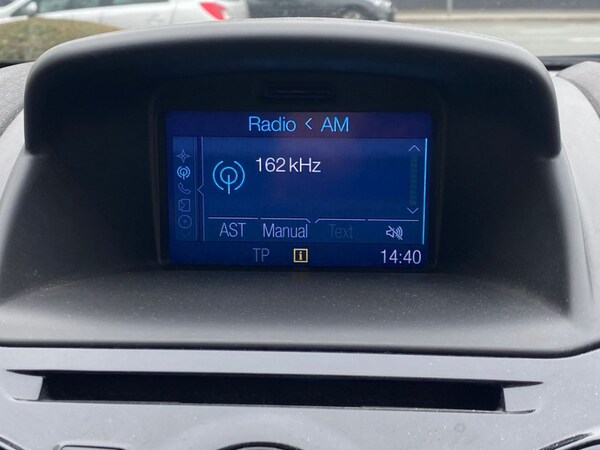 Radio < AM
162 kHz
AST Manual Text
TP i 14:40